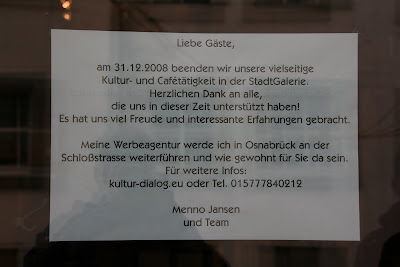 Liebe Gäste,
am 31.12.2008 beenden wir unsere vielseitige
Kultur- und Cafétätigkeit in der StadtGalerie.
Herzlichen Dank an alle,
die uns in dieser Zeit unterstützt haben!
Es hat uns viel Freude und interessante Erfahrungen gebracht.
Meine Werbeagentur werde ich in Osnabrück an der
Schloßstrasse weiterführen und wie gewohnt für Sie da sein.
Für weitere Infos:
kultur-dialog.eu oder Tel. 015777840212
Menno Jansen
und Team